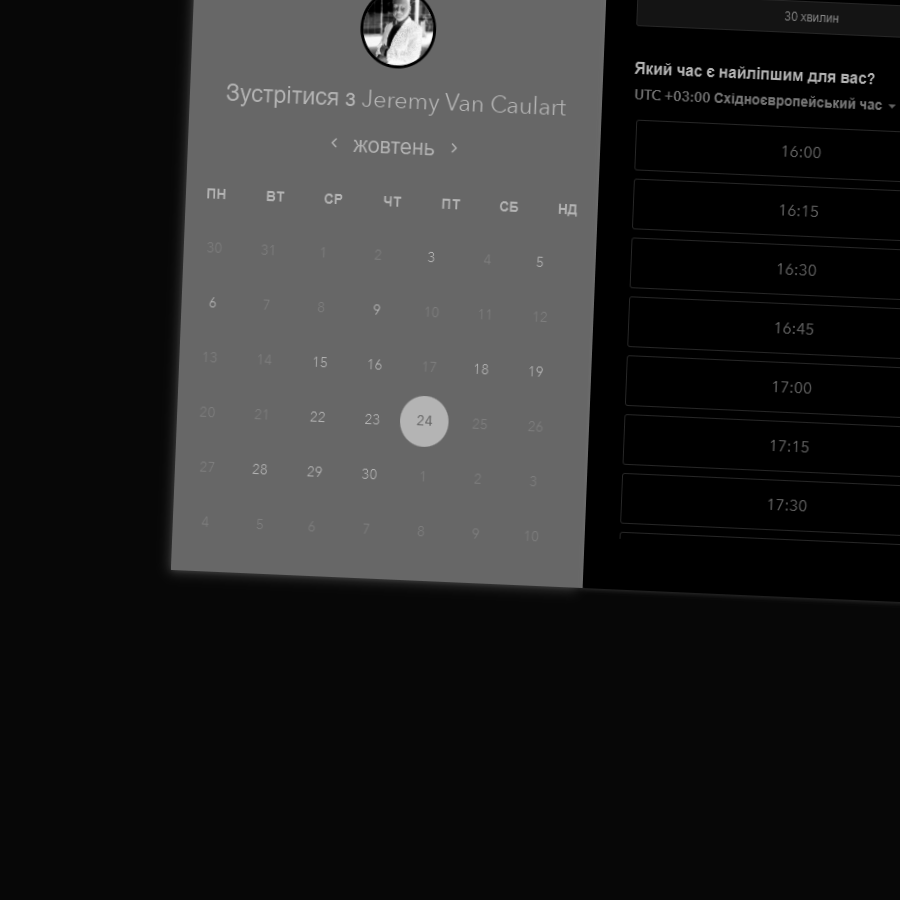 Зустрітися з Jeremy Van Caulart
жовтень
ПН ВТ СР ЧТ ПТ СБ НД
30 31 1 2 3 4 5
6 7 8 9 10 11 12
13 14 15 16 17 18 19
20 21 22 23 24 25 26
27 28 29 30 1 2 3
4 5 6 7 8 9 10
30 хвилин
Який час є найліпшим для вас?
UTC +03:00 Східноєвропейський час
16:00
16:15
16:30
16:45
17:00
17:15
17:30